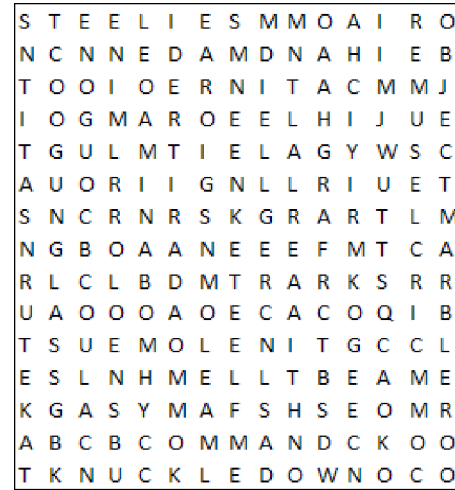 S T E E L I E S M M O A I R O
N C N N E D A M D N A H I E B
T O O I O E R N I T A C M M J
I O G M A R O E E L H I J U E
T G U L M T I E L A G Y W S C
A U O R I I G N L L R I U E T
S N C R N R S K G R A R T L M
N G B O A A N E E E F M T C A
R L C L B D M T R A R K S R R
U A O O O A O E C A C O Q I B
T S U E M O L E N I T G C C L
E S L N H M E L L T B E A M E
K G A S Y M A F S H S E O M R
A B C B C O M M A N D C K O O
T K N U C K L E D O W N O C O